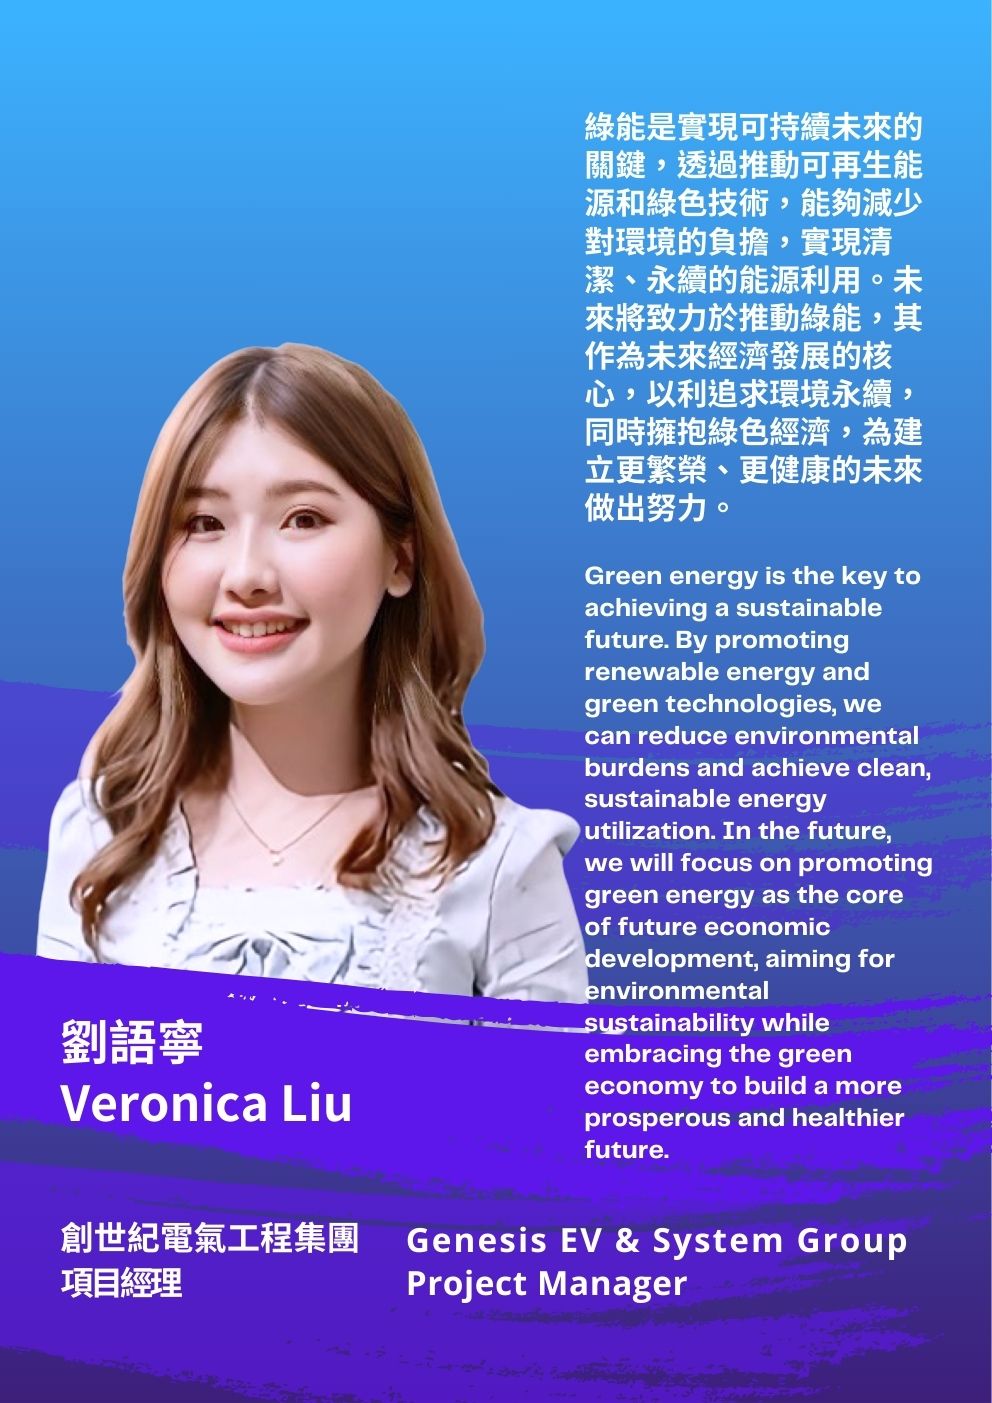 綠能是實現可持續未來的
關鍵，透過推動可再生能
源和綠色技術，能夠減少
對環境的負擔，實現清
潔、永續的能源利用。未
來將致力於推動綠能，其
作為未來經濟發展的核
心，以利追求環境永續，
同時擁抱綠色經濟，為建
立更繁榮、更健康的未來
做出努力。
Green energy is the key to
achieving a sustainable
future. By promoting
renewable energy and
green technologies, we
can reduce environmental
burdens and achieve clean,
sustainable energy
utilization. In the future,
we will focus on promoting
green energy as the core
of future economic
development, aiming for
environmental
sustainability while
embracing the green
economy to build a more
prosperous and healthier
future.
劉語寧
Veronica Liu
創世紀電氣工程集團
項目經理
Genesis EV & System Group
Project Manager